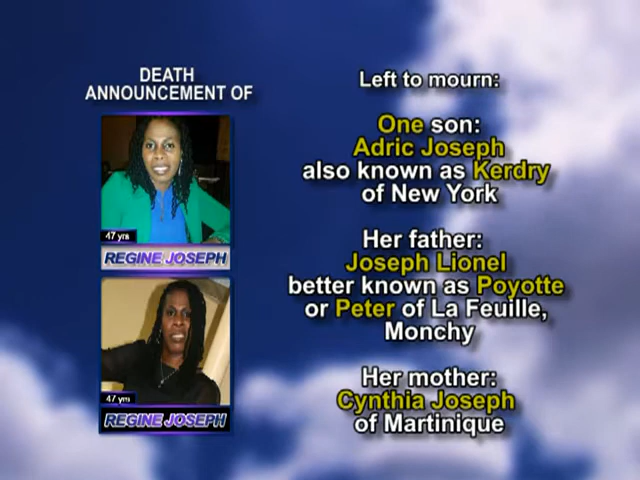 DEATH
ANNOUNCEMENT OF
47 yrs
REGINE JOSEPH
47 yrs
REGINE JOSEPH
Left to mourn:
One son:
Adric Joseph
also known as Kerdry
of New York
Her father:
Joseph Lionel
better known as Poyotte
or Peter of La Feuille,
Monchy
Her mother:
Cynthia Joseph
of Martinique